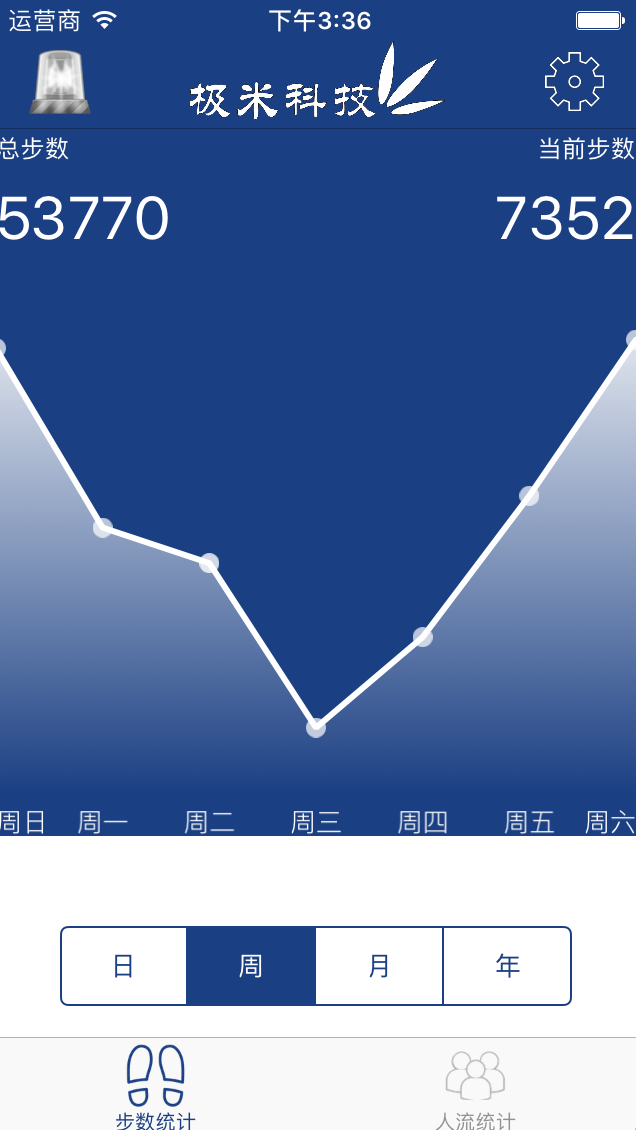 运营商 下午3:36
极米科技
总步数 当前步数
53770 7352
周日 周一 周二 周三 周四 周五 周六
日 周 月 年
步数统计 人流统计